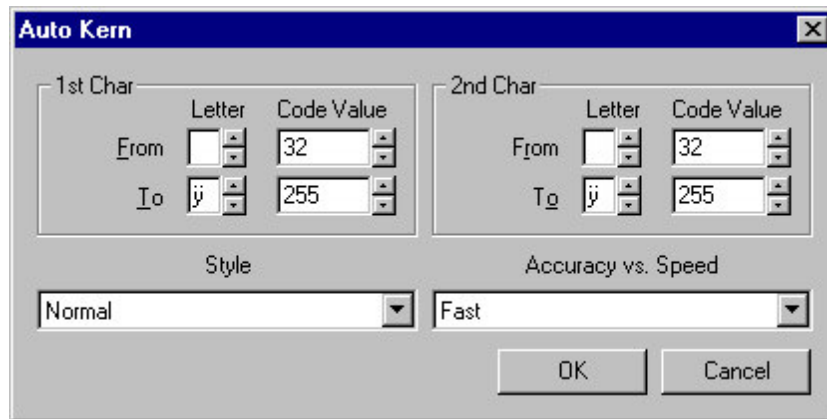 Auto Kern
1st Char
Letter Code Value
From 32
To ÿ 255
2nd Char
Letter Code Value
From 32
To ÿ 255
Style
Normal
Accuracy vs. Speed
Fast
OK Cancel